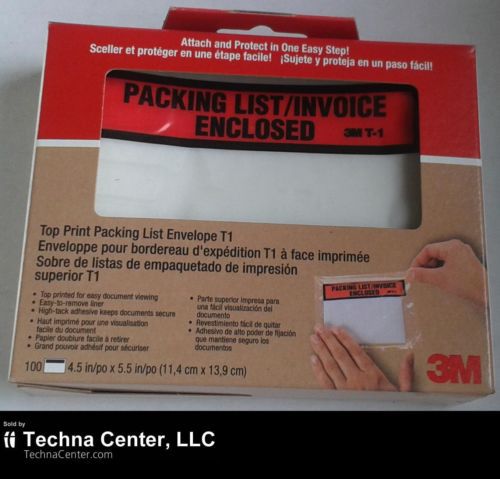 Attach and Protect in One Easy Step!
Sceller et protéger en une étape facile! ¡Sujete y proteja en un paso fácil!
PACKING LIST/INVOICE
ENCLOSED 3M T-1
Top Print Packing List Envelope T1
Enveloppe pour bordereau d'expédition T1 à face imprimée
Sobre de listas de empaquetado de impresión
superior T1
• Top printed for easy document viewing
• Easy-to-remove liner
• High-tack adhesive keeps documents secure
• Haut imprimé pour une visualisation
facile du document
• Papier doublure facile à retirer
• Grand pouvoir adhésif pour sécuriser
• Parte superior impresa para
una fácil visualización del
documento
• Revestimiento fácil de quitar
• Adhesivo de alto poder de fijación
que mantiene seguro los
documentos
PACKING LIST/INVOICE
ENCLOSED
100 4.5 in/po x 5.5 in/po (11,4 cm x 13,9 cm)
3M
Sold by
Techna Center, LLC
TechnaCenter.com